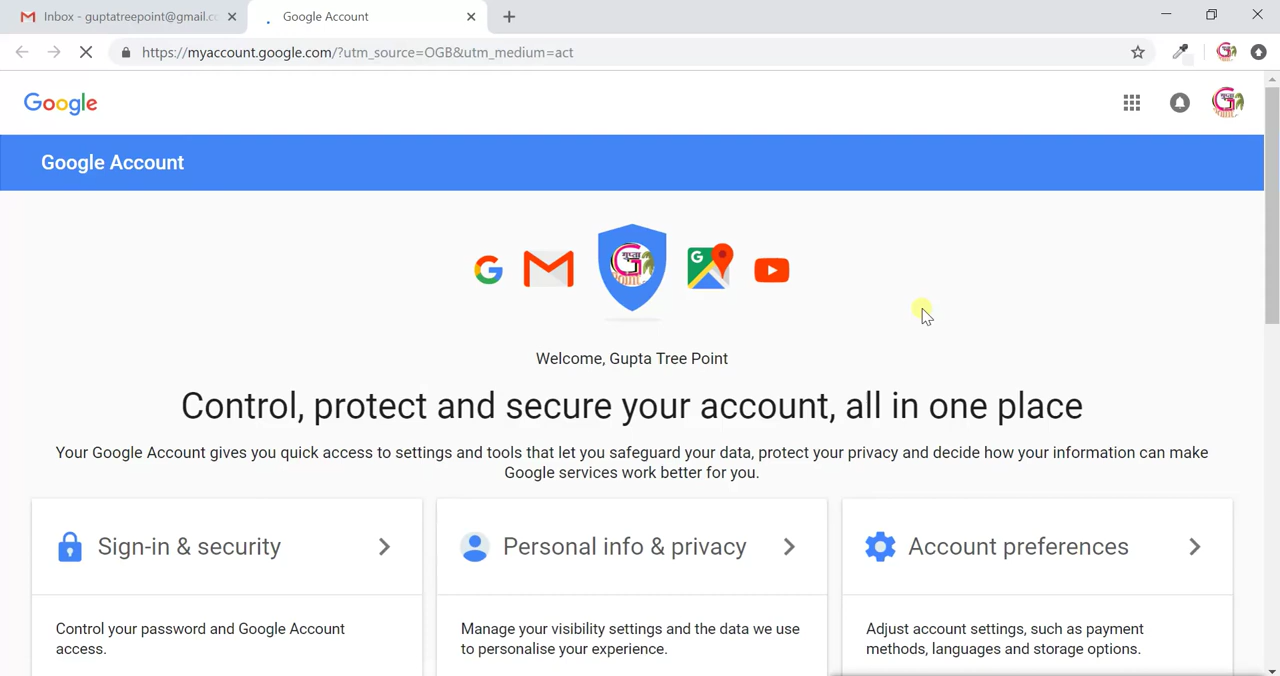 Inbox - guptatreepoint@gmail.co
Google Account
https://myaccount.google.com/?utm_source=OGB&utm_medium=act
Google
Google Account
Welcome, Gupta Tree Point
Control, protect and secure your account, all in one place
Your Google Account gives you quick access to settings and tools that let you safeguard your data, protect your privacy and decide how your information can make
Google services work better for you.
Sign-in & security
Personal info & privacy
Account preferences
Control your password and Google Account
access.
Manage your visibility settings and the data we use
to personalise your experience.
Adjust account settings, such as payment
methods, languages and storage options.